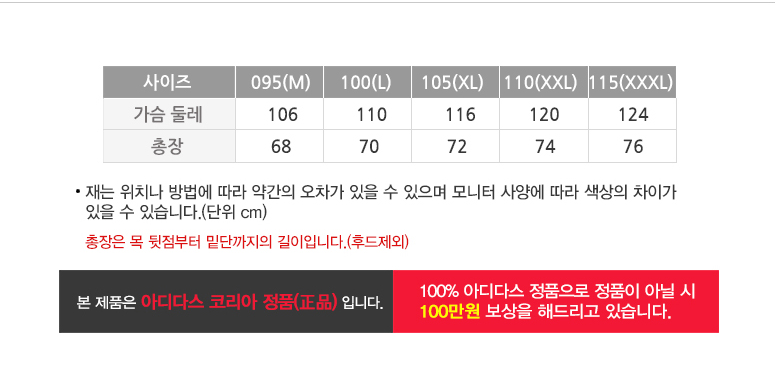 사이즈 095(M) 100(L) 105(XL) 110(XXL) 115(XXXL)
가슴 둘레 106 110 116 120 124
총장 68 70 72 74 76
• 재는 위치나 방법에 따라 약간의 오차가 있을 수 있으며 모니터 사양에 따라 색상의 차이가
있을 수 있습니다.(단위 cm)
총장은 목 뒷점부터 밑단까지의 길이입니다.(후드제외)
본 제품은 아디다스 코리아 정품(正品) 입니다.
100% 아디다스 정품으로 정품이 아닐 시
100만원 보상을 해드리고 있습니다.